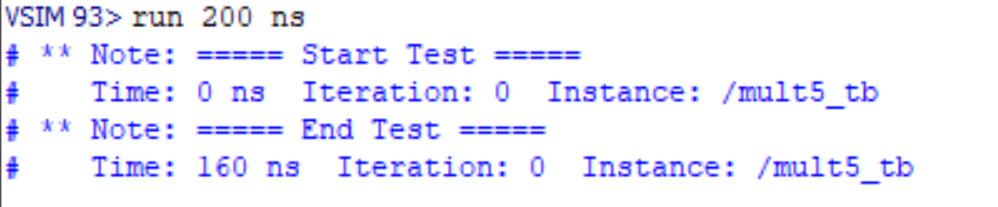 VSIM 93> run 200 ns
# ** Note: ===== Start Test =====
#    Time: 0 ns  Iteration: 0  Instance: /mult5_tb
# ** Note: ===== End Test =====
#    Time: 160 ns  Iteration: 0  Instance: /mult5_tb